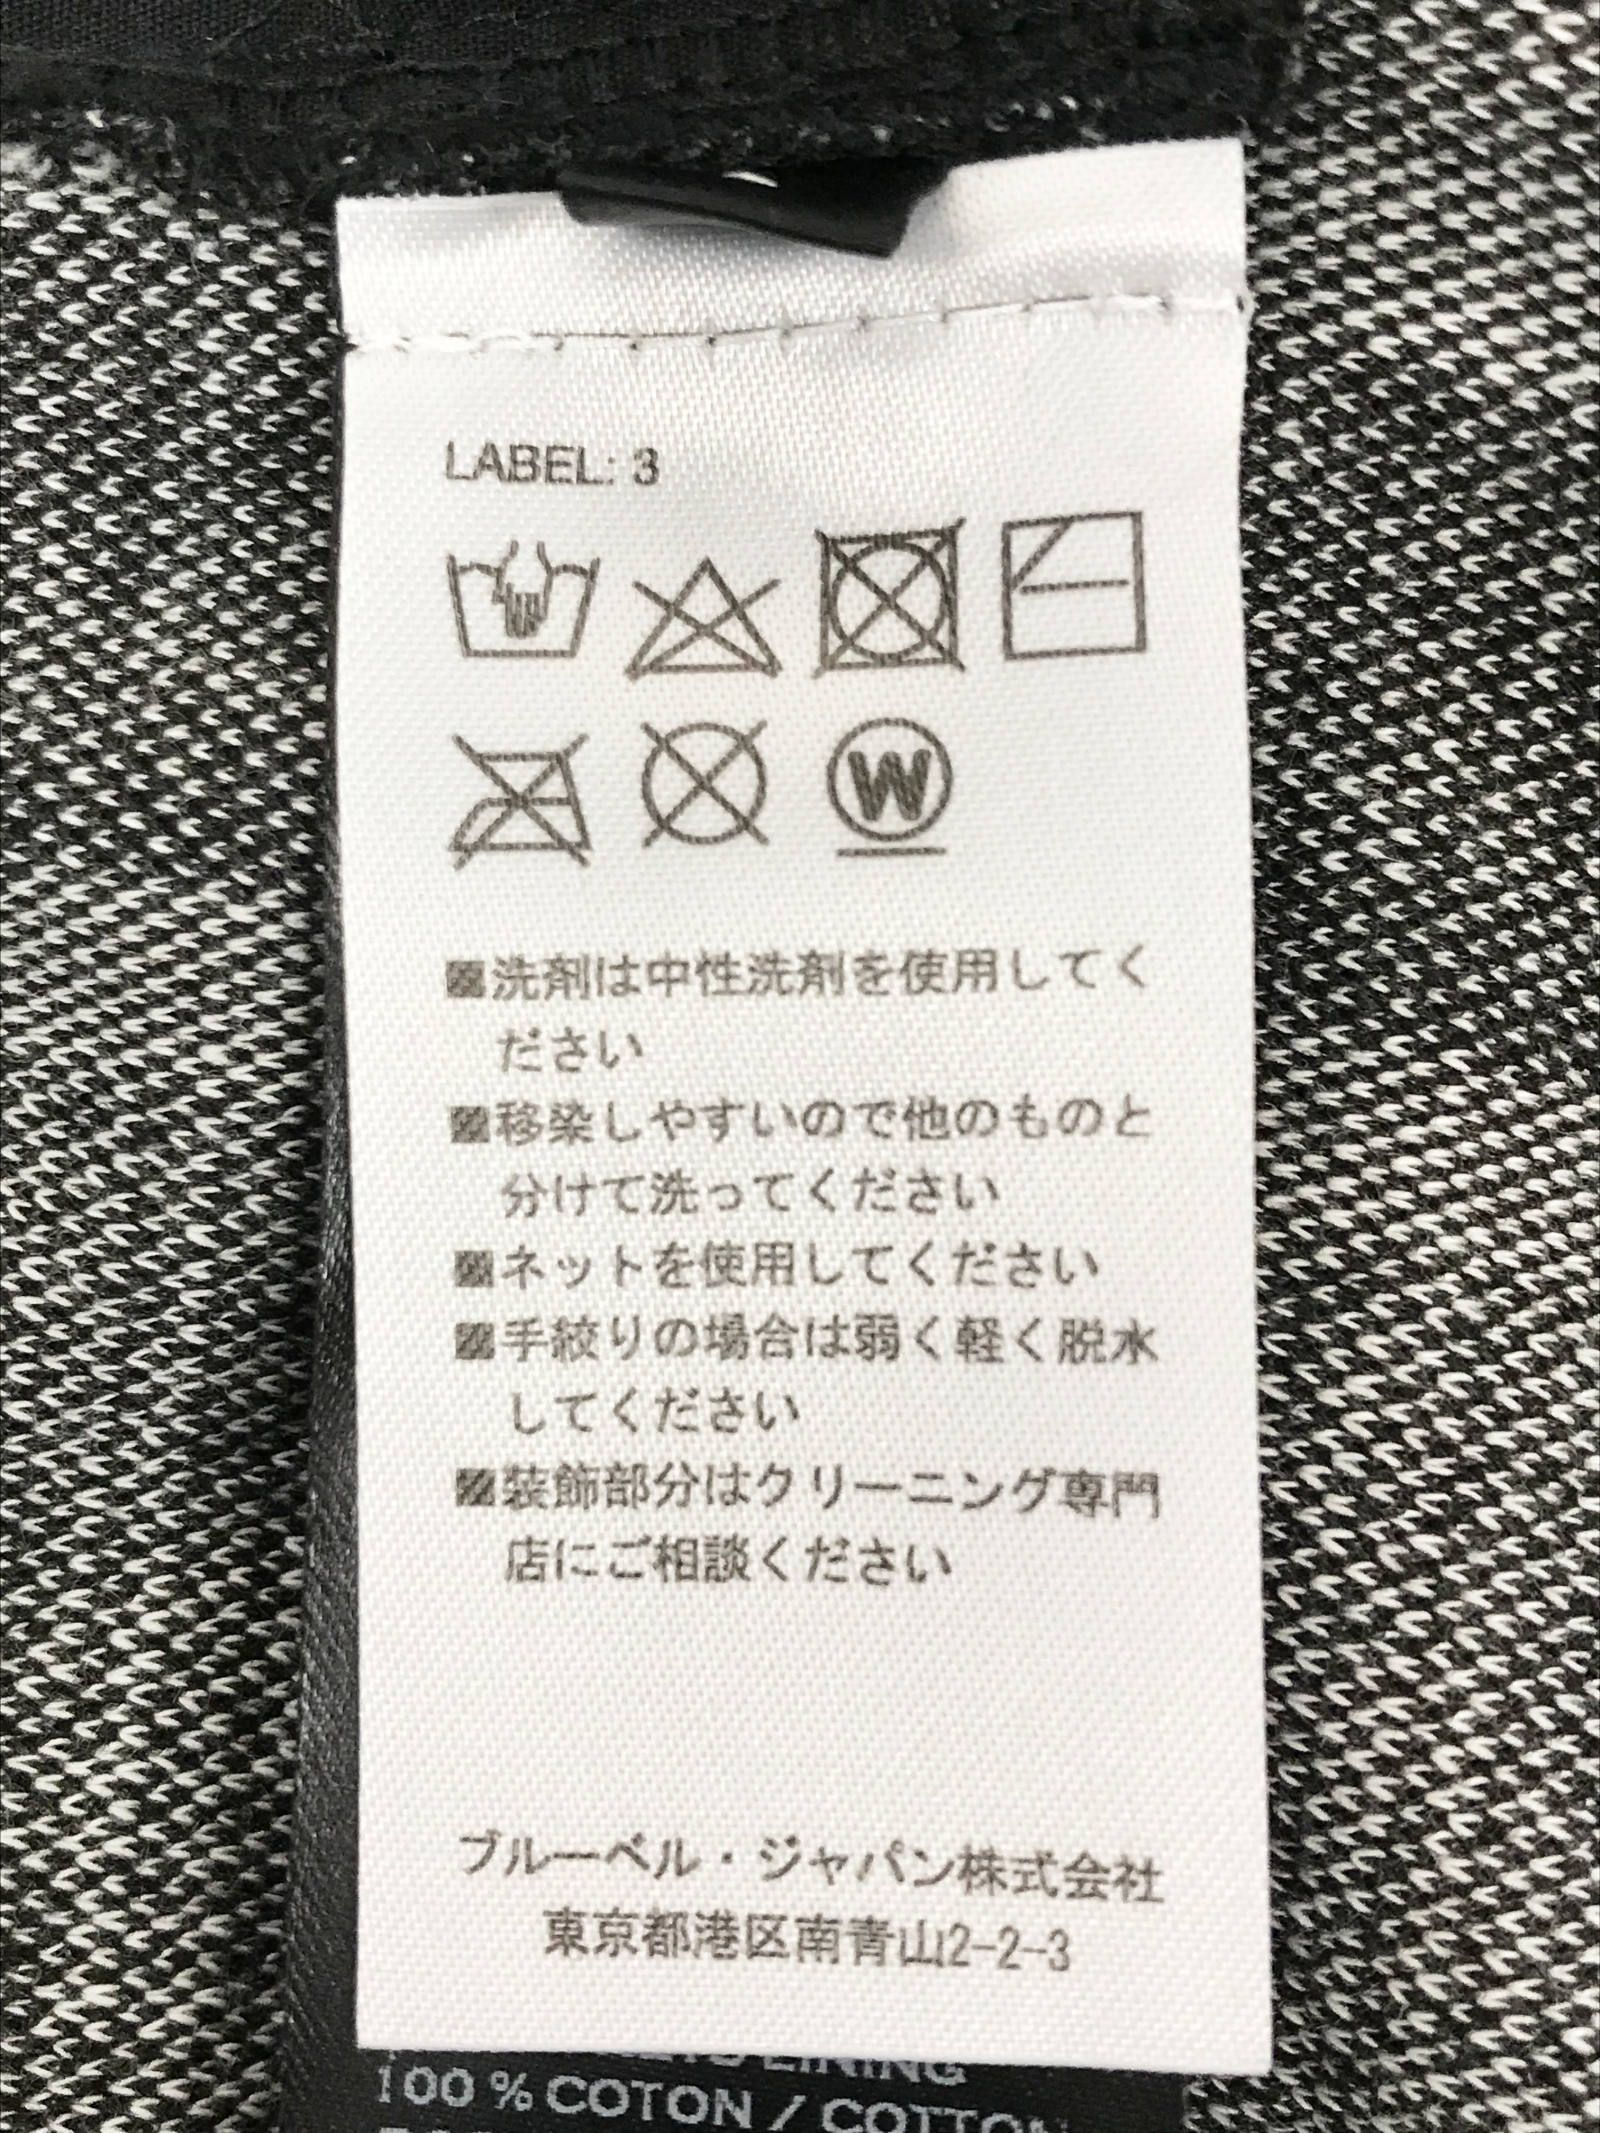 LABEL: 3
W
■洗剤は中性洗剤を使用してく
ださい
■移染しやすいので他のものと
分けて洗ってください
■ネットを使用してください
■手絞りの場合は弱く軽く脱水
してください
■装飾部分はクリーニング専門
店にご相談ください
ブルーベル・ジャパン株式会社
東京都港区南青山2-2-3
LINING
100 % COTON / COTTON